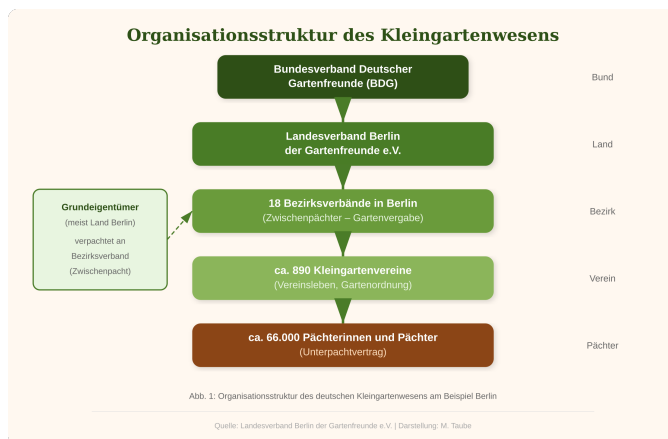 Organisationsstruktur des Kleingartenwesens
Bundesverband Deutscher
Gartenfreunde (BDG)
Bund
Landesverband Berlin
der Gartenfreunde e.V.
Land
Grundeigentümer
(meist Land Berlin)
verpachtet an
Bezirksverband
(Zwischenpacht)
18 Bezirksverbände in Berlin
(Zwischenpächter – Gartenvergabe)
Bezirk
ca. 890 Kleingartenvereine
(Vereinsleben, Gartenordnung)
Verein
ca. 66.000 Pächterinnen und Pächter
(Unterpachtvertrag)
Pächter
Abb. 1: Organisationsstruktur des deutschen Kleingartenwesens am Beispiel Berlin
Quelle: Landesverband Berlin der Gartenfreunde e.V. | Darstellung: M. Taube